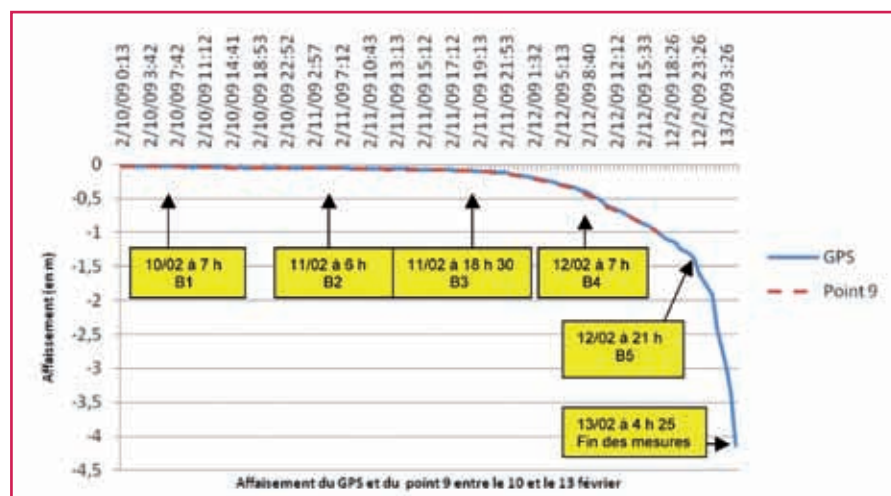 2/10/09 0:13
2/10/09 3:42
2/10/09 7:42
2/10/09 11:12
2/10/09 14:41
2/10/09 18:53
2/10/09 22:52
2/11/09 2:57
2/11/09 7:12
2/11/09 10:43
2/11/09 13:13
2/11/09 15:12
2/11/09 17:12
2/11/09 19:13
2/11/09 21:53
2/12/09 1:32
2/12/09 5:13
2/12/09 8:40
2/12/09 12:12
2/12/09 15:33
12/2/09 18:26
12/2/09 23:26
13/2/09 3:26
0
-0,5
-1
-1,5
-2
-2,5
-3
-3,5
-4
-4,5
Affaissement (en m)
10/02 à 7 h
B1
11/02 à 6 h
B2
11/02 à 18 h 30
B3
12/02 à 7 h
B4
12/02 à 21 h
B5
13/02 à 4 h 25
Fin des mesures
GPS
Point 9
Affaisement du GPS et du point 9 entre le 10 et le 13 février